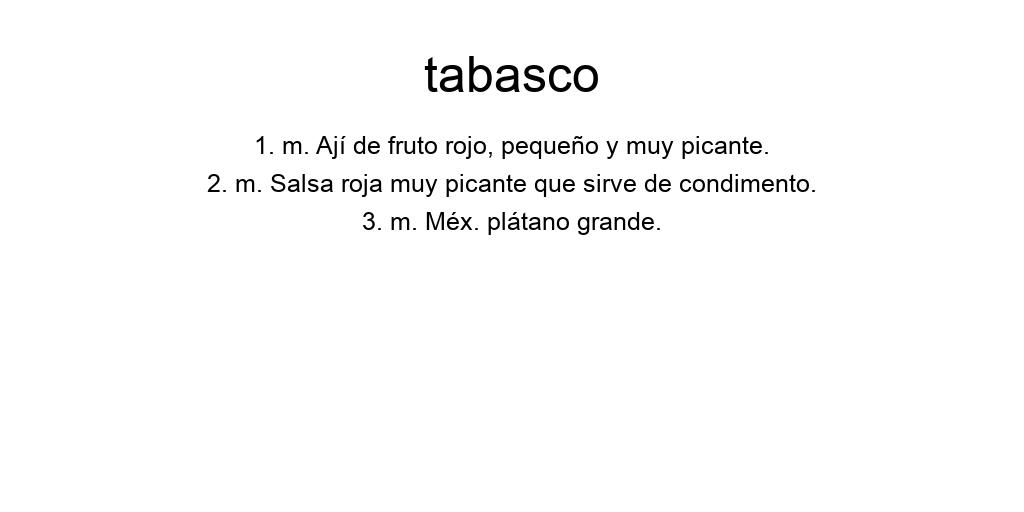 tabasco
1. m. Ají de fruto rojo, pequeño y muy picante.
2. m. Salsa roja muy picante que sirve de condimento.
3. m. Méx. plátano grande.